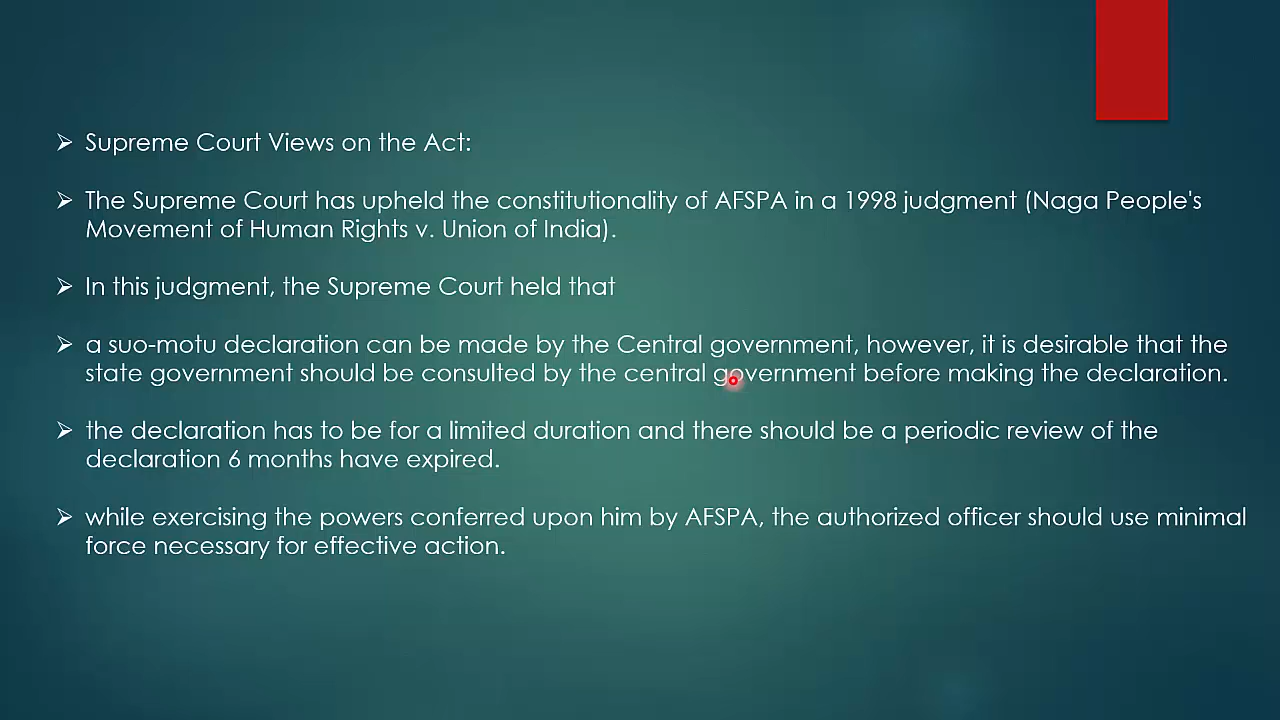 Supreme Court Views on the Act:
The Supreme Court has upheld the constitutionality of AFSPA in a 1998 judgment (Naga People's
Movement of Human Rights v. Union of India).
In this judgment, the Supreme Court held that
a suo-motu declaration can be made by the Central government, however, it is desirable that the
state government should be consulted by the central government before making the declaration.
the declaration has to be for a limited duration and there should be a periodic review of the
declaration 6 months have expired.
while exercising the powers conferred upon him by AFSPA, the authorized officer should use minimal
force necessary for effective action.